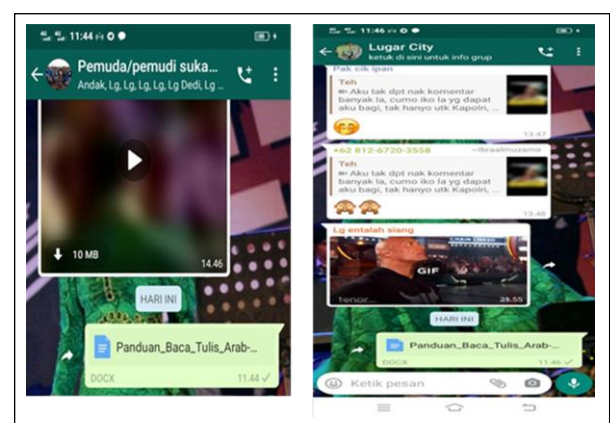 11:44
Pemuda/pemudi suka...
Andak, Lg, Lg, Lg, Lg, Lg Dedi, Lg ...
10 MB
14.46
HARI INI
Panduan_Baca_Tulis_Arab-...
DOCX
11.44
11:46
Lugar City
ketuk di sini untuk info grup
Pak cik ipan
Teh
Aku tak dpt nak komentar
banyak la, cumo iko la yg dapat
aku bagi, tak hanyo utk Kapolri, ...
13.47
+62 812-6720-3558 ~Ibraalmuzamir
Teh
Aku tak dpt nak komentar
banyak la, cumo iko la yg dapat
aku bagi, tak hanyo utk Kapolri, ...
13.48
Lg entalah siang
GIF
tenor...
21.55
HARI INI
Panduan_Baca_Tulis_Arab-...
DOCX
11.46
Ketik pesan